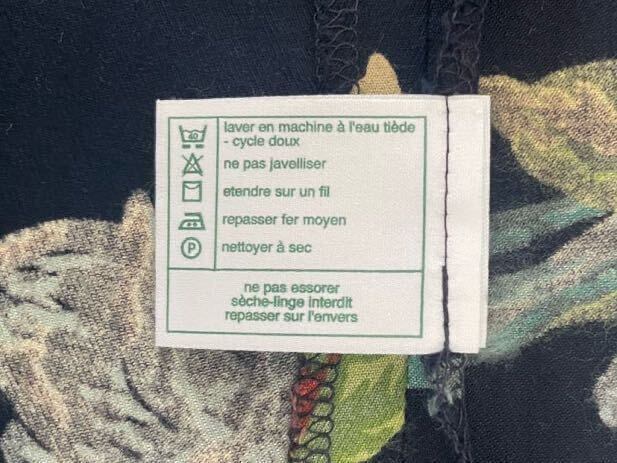 40 laver en machine à l'eau tiède
- cycle doux
ne pas javelliser
etendre sur un fil
repasser fer moyen
P nettoyer à sec
ne pas essorer
sèche-linge interdit
repasser sur l'envers